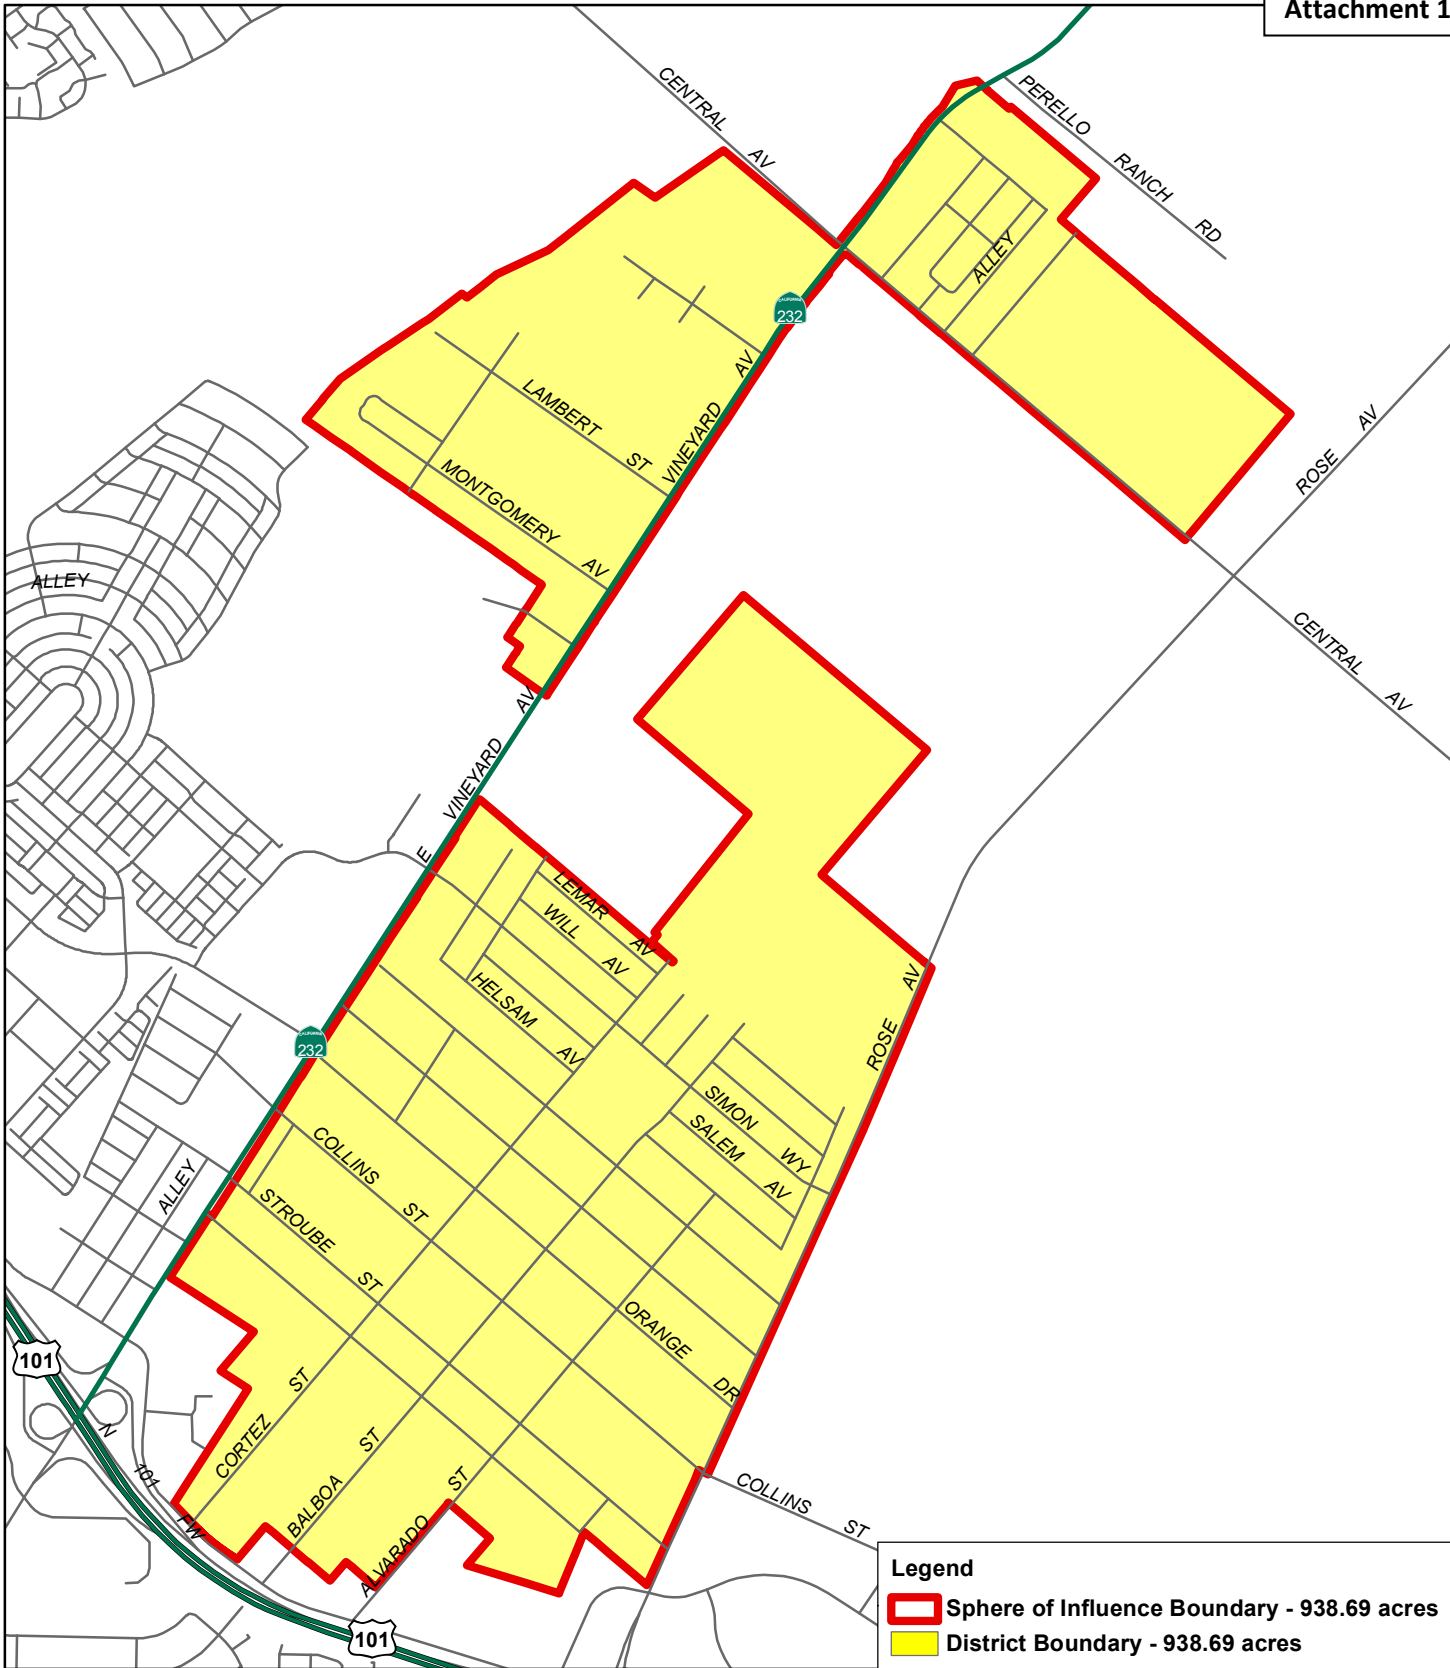 Attachment 1
CENTRAL AV
PERELLO RANCH RD
ALLEY
CALIFORNIA
232
VINEYARD AV
LAMBERT ST
MONTGOMERY AV
ROSE AV
ALLEY
CENTRAL AV
E VINEYARD AV
LEMAR AV
WILL AV
HELSAM AV
ROSE AV
CALIFORNIA
232
SIMON WY
SALEM AV
COLLINS ST
ALLEY
STROUBE ST
ORANGE DR
101
CORTEZ ST
BALBOA ST
ALVARADO ST
N 101 FW
COLLINS ST
101
Legend
Sphere of Influence Boundary - 938.69 acres
District Boundary - 938.69 acres